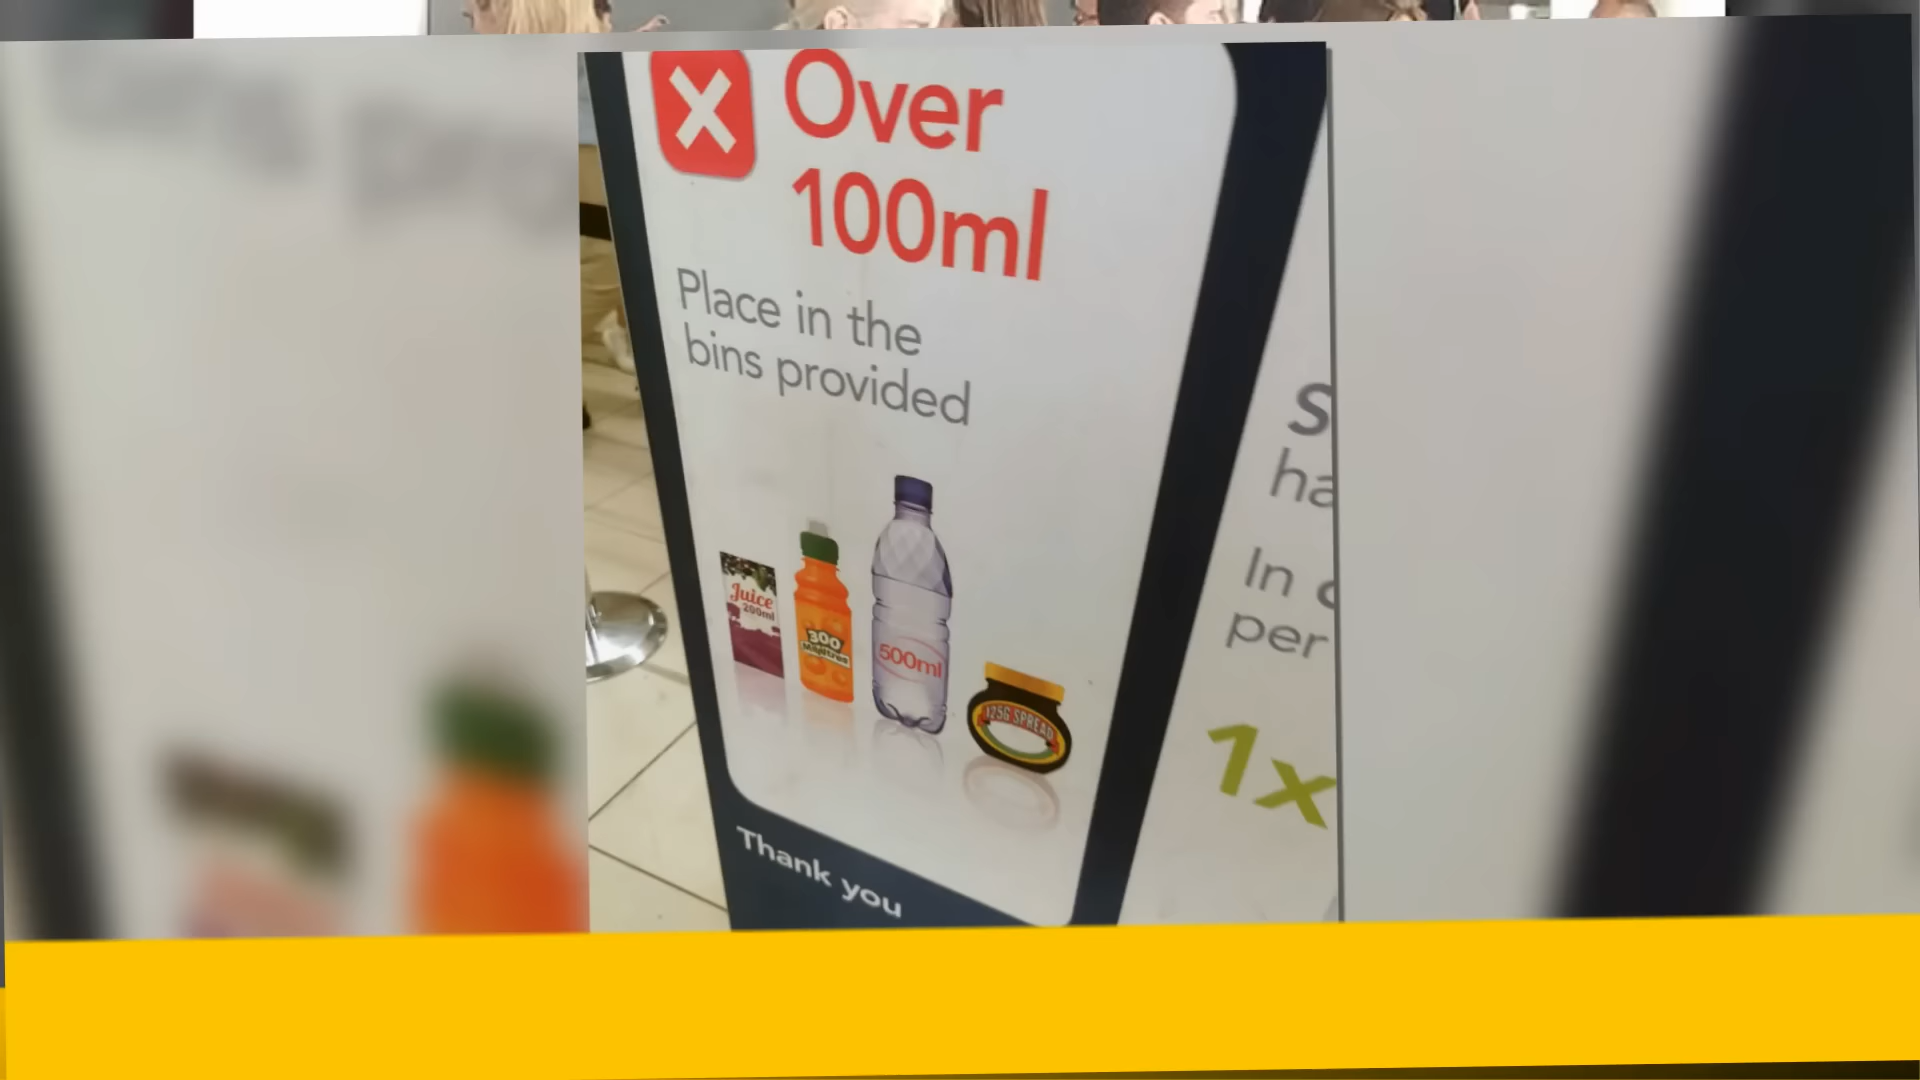 Over
100ml
Place in the
bins provided
Juice
200ml
300
500ml
125G SPREAD
Thank you
S
ha
In
per
1x